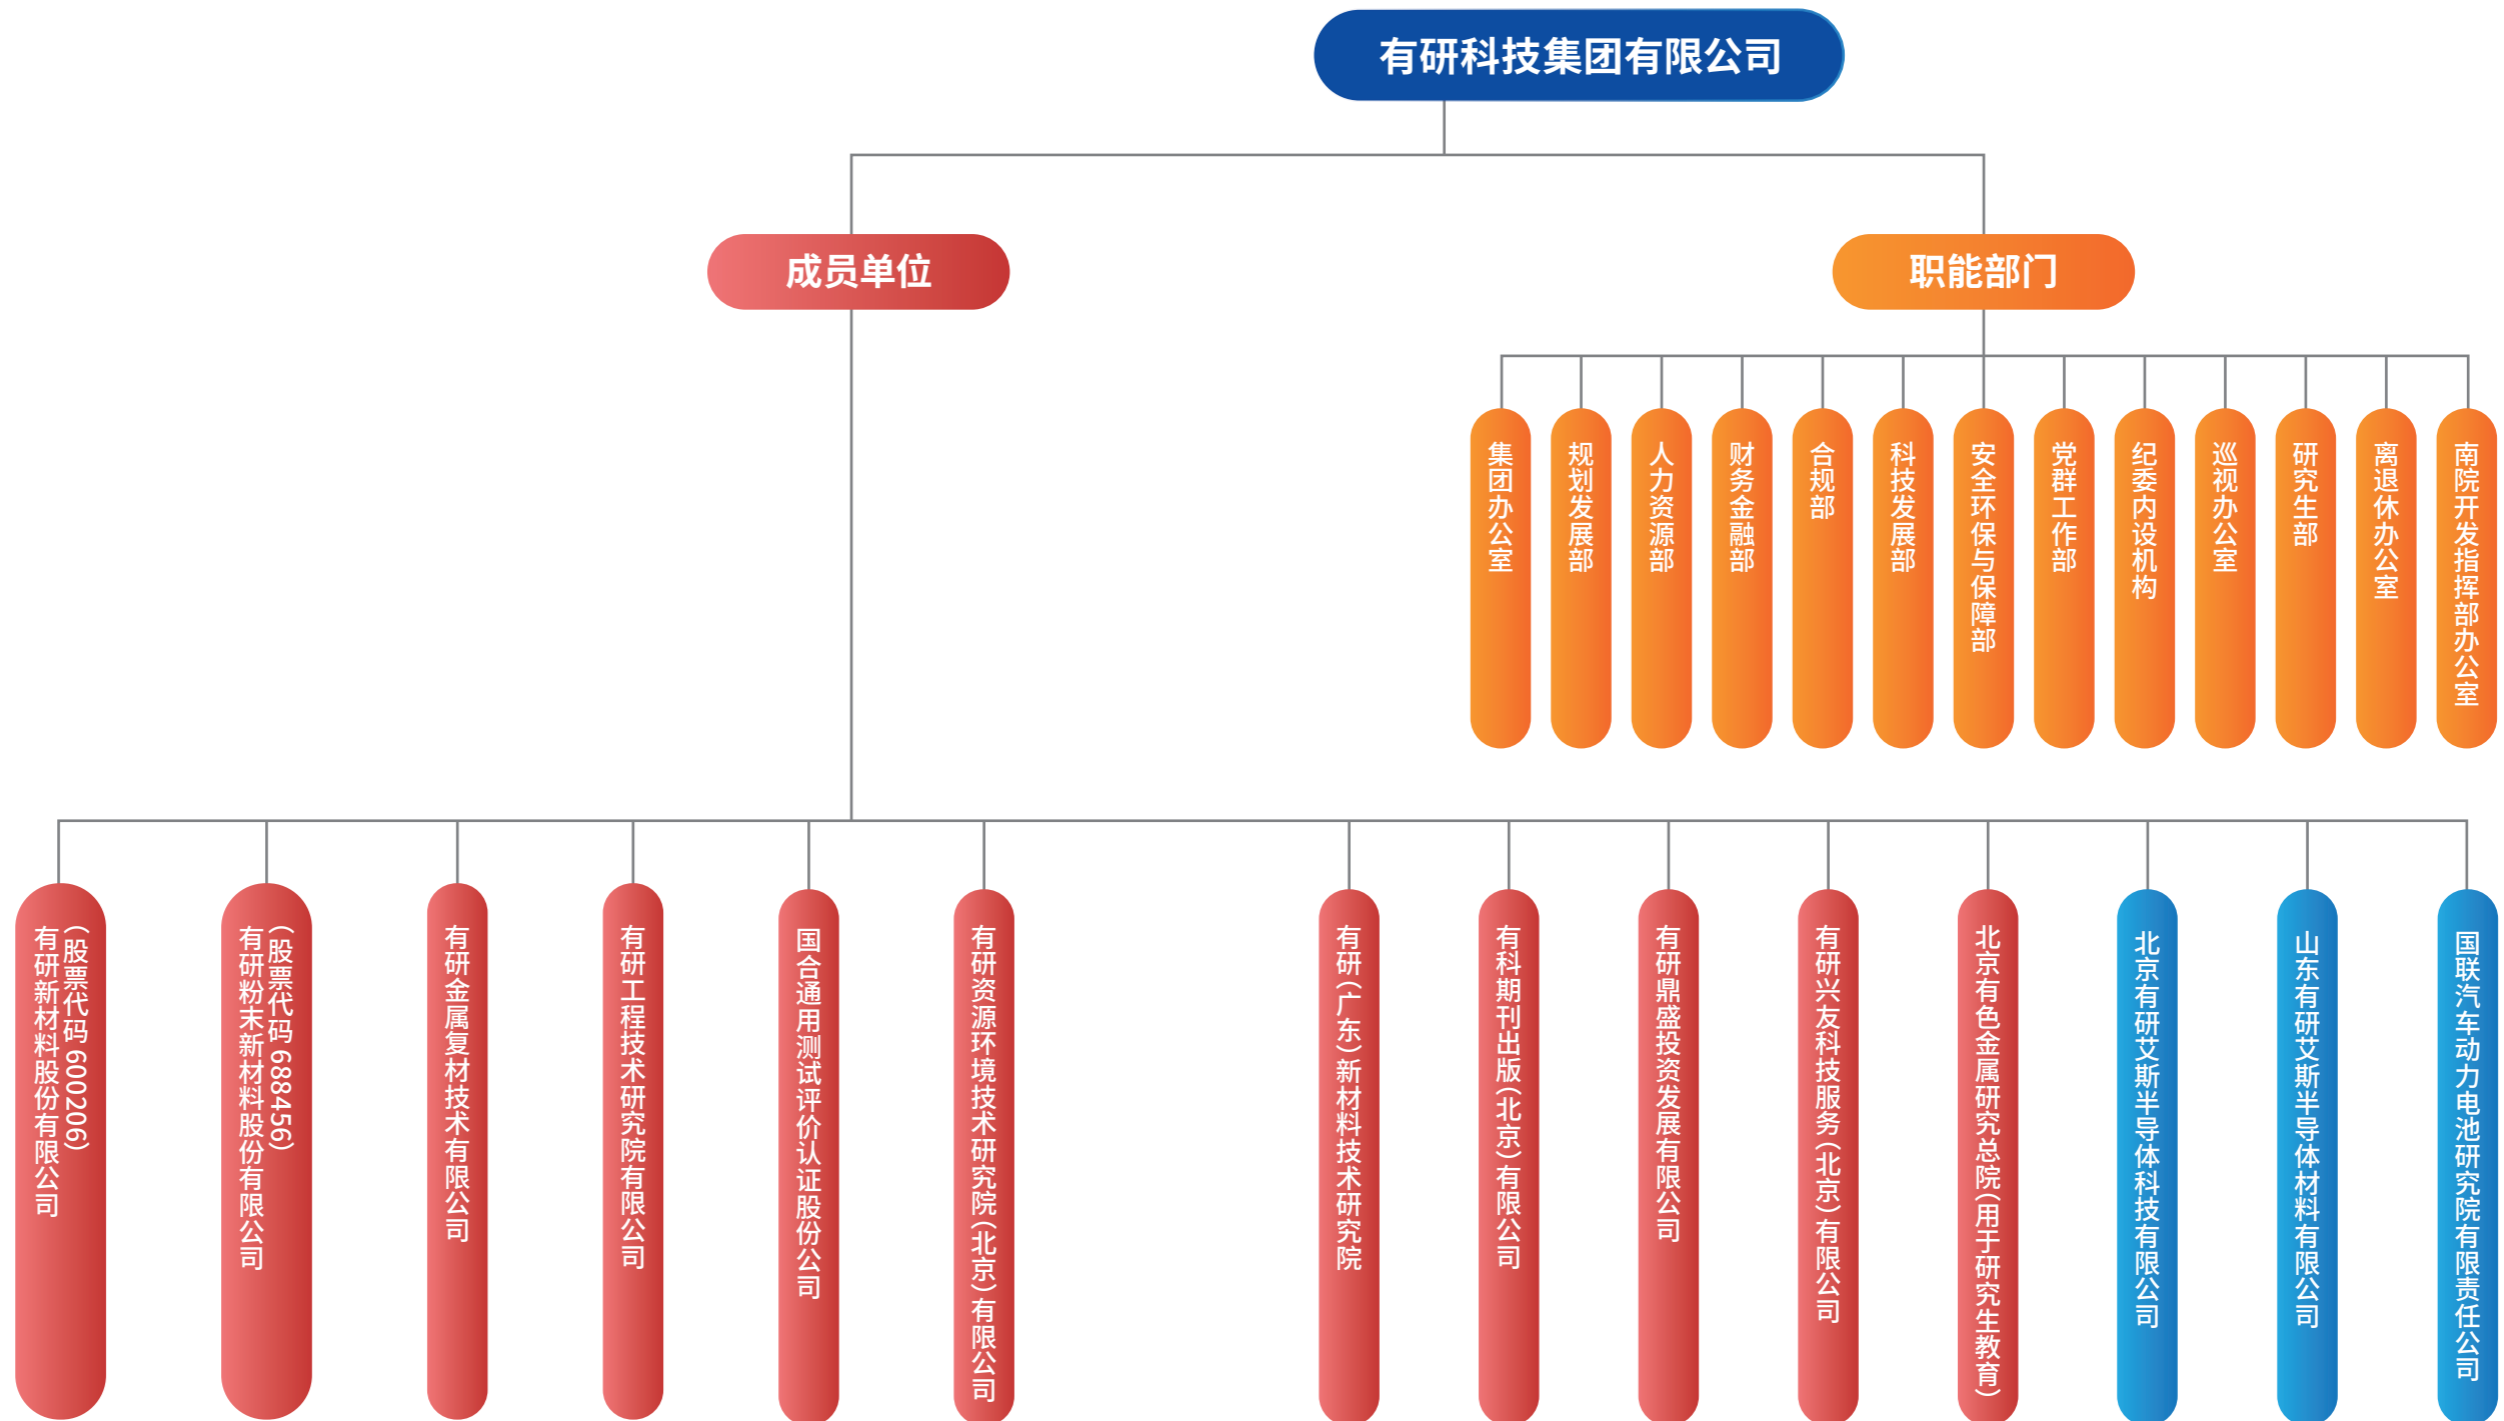 有研科技集团有限公司
成员单位
职能部门
集团办公室
规划发展部
人力资源部
财务金融部
合规部
科技发展部
安全环保与保障部
党群工作部
纪委内设机构
巡视办公室
研究生部
离退休办公室
南院开发指挥部办公室
有研新材料股份有限公司
（股票代码 600206）
有研粉末新材料股份有限公司
（股票代码 688456）
有研金属复材技术有限公司
有研工程技术研究院有限公司
国合通用测试评价认证股份公司
有研资源环境技术研究院（北京）有限公司
有研（广东）新材料技术研究院
有科期刊出版（北京）有限公司
有研鼎盛投资发展有限公司
有研兴友科技服务（北京）有限公司
北京有色金属研究总院（用于研究生教育）
北京有研艾斯半导体科技有限公司
山东有研艾斯半导体材料有限公司
国联汽车动力电池研究院有限责任公司